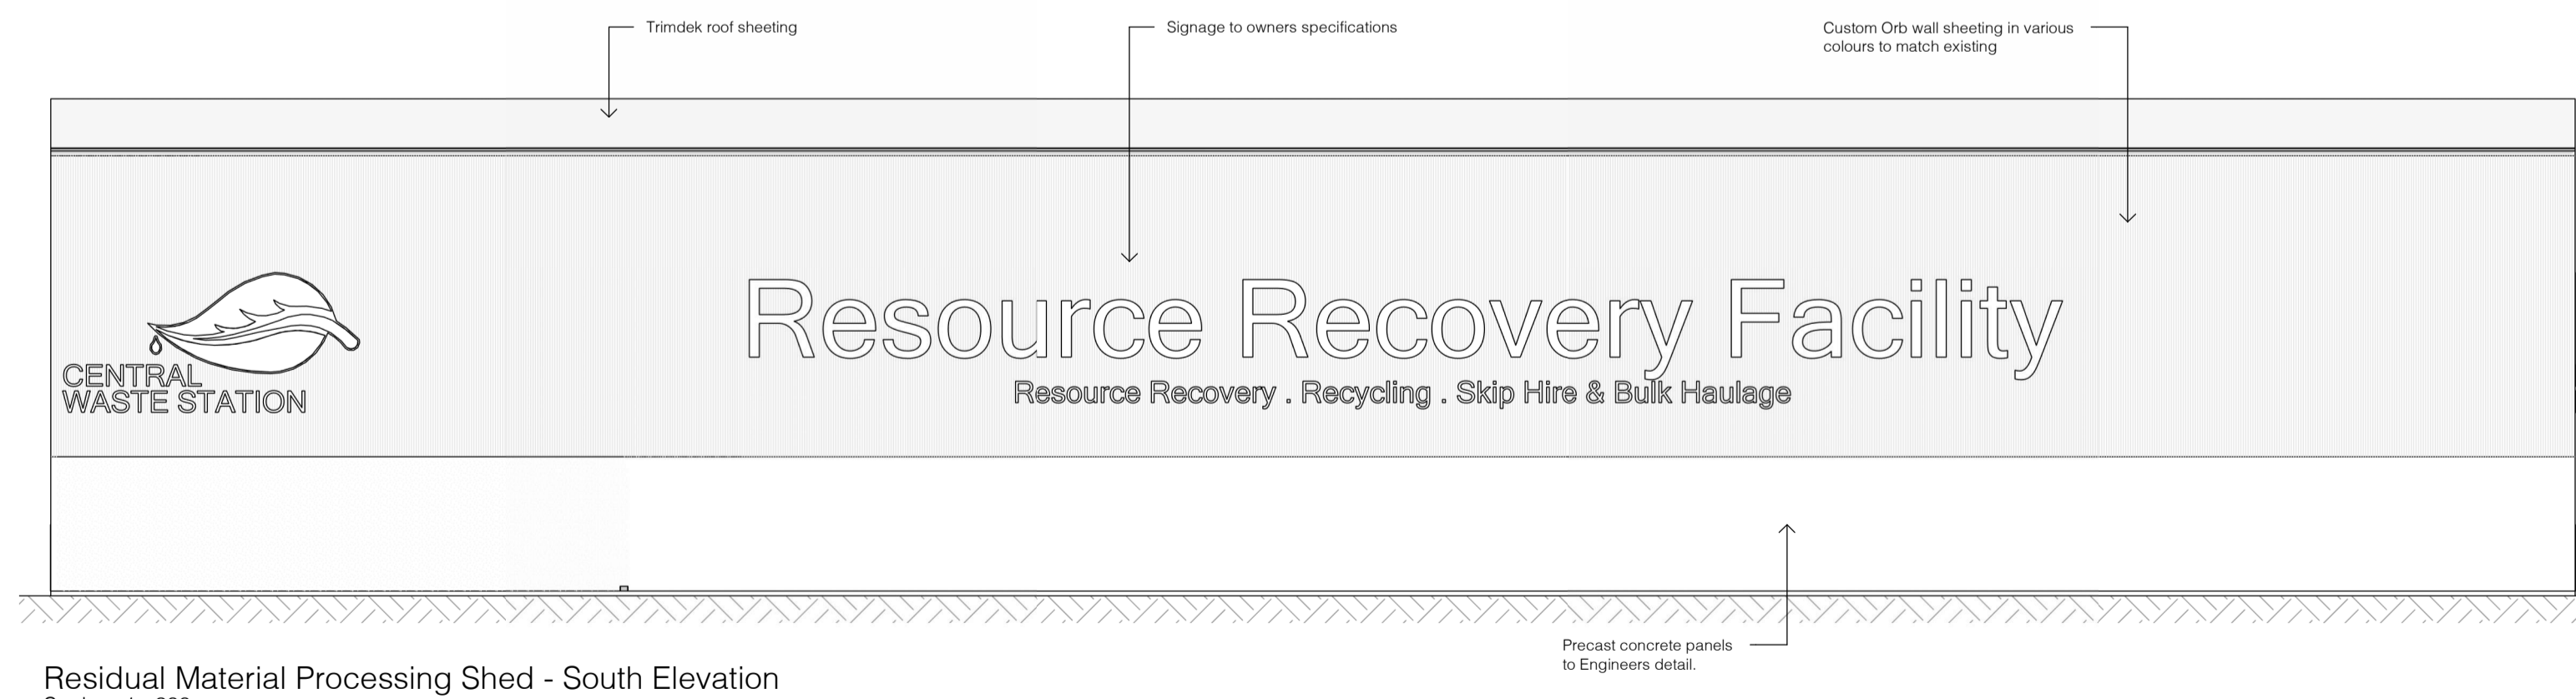 Trimdek roof sheeting
Signage to owners specifications
Custom Orb wall sheeting in various
colours to match existing
Resource Recovery Facility
CENTRAL
WASTE STATION
Resource Recovery . Recycling . Skip Hire & Bulk Haulage
Precast concrete panels
to Engineers detail.
Residual Material Processing Shed - South Elevation